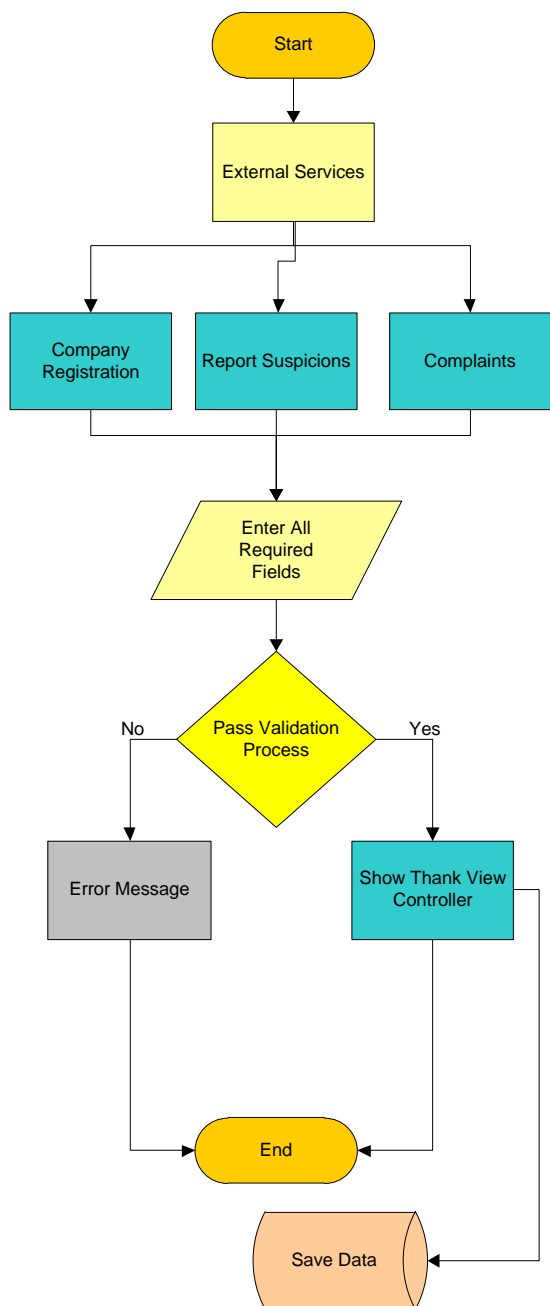 Start
External Services
Company
Registration
Report Suspicions
Complaints
Enter All
Required
Fields
Pass Validation
Process
No
Yes
Error Message
Show Thank View
Controller
End
Save Data